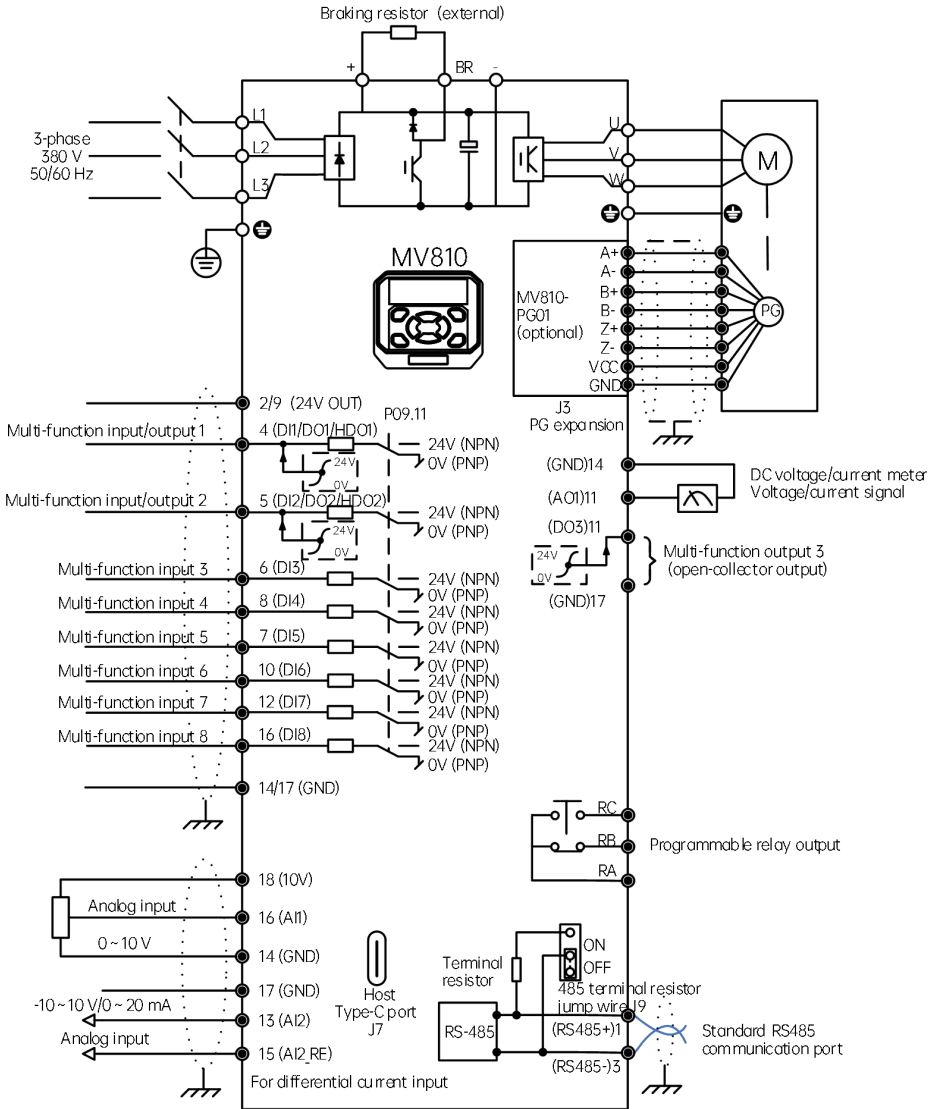 Braking resistor (external)
+
BR
-
L1
L2
L3
3-phase
380 V
50/60 Hz
U
V
W
M
MV810
MV810-
PG01
(optional)
A+
A-
B+
B-
Z+
Z-
VCC
GND
PG
J3
PG expansion
2/9 (24V OUT)
P09.11
Multi-function input/output 1
4 (DI1/DO1/HDO1)
24V (NPN)
0V (PNP)
24V
0V
Multi-function input/output 2
5 (DI2/DO2/HDO2)
24V (NPN)
0V (PNP)
24V
0V
Multi-function input 3
6 (DI3)
24V (NPN)
0V (PNP)
Multi-function input 4
8 (DI4)
24V (NPN)
0V (PNP)
Multi-function input 5
7 (DI5)
24V (NPN)
0V (PNP)
Multi-function input 6
10 (DI6)
24V (NPN)
0V (PNP)
Multi-function input 7
12 (DI7)
24V (NPN)
0V (PNP)
Multi-function input 8
16 (DI8)
24V (NPN)
0V (PNP)
14/17 (GND)
(GND)14
(AO1)11
DC voltage/current meter
Voltage/current signal
(DO3)11
24V
0V
(GND)17
Multi-function output 3
(open-collector output)
RC
RB
RA
Programmable relay output
18 (10V)
Analog input
16 (AI1)
0~10 V
14 (GND)
17 (GND)
-10~10 V/0~20 mA
13 (AI2)
Analog input
15 (AI2_RE)
For differential current input
Host
Type-C port
J7
Terminal
resistor
ON
OFF
485 terminal resistor
jump wire J9
RS-485
(RS485+)1
(RS485-)3
Standard RS485
communication port